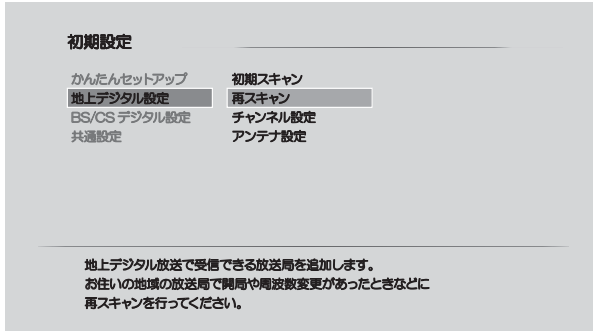 初期設定
かんたんセットアップ
地上デジタル設定
BS/CSデジタル設定
共通設定
初期スキャン
再スキャン
チャンネル設定
アンテナ設定
地上デジタル放送で受信できる放送局を追加します。
お住いの地域の放送局で開局や周波数変更があったときなどに
再スキャンを行ってください。